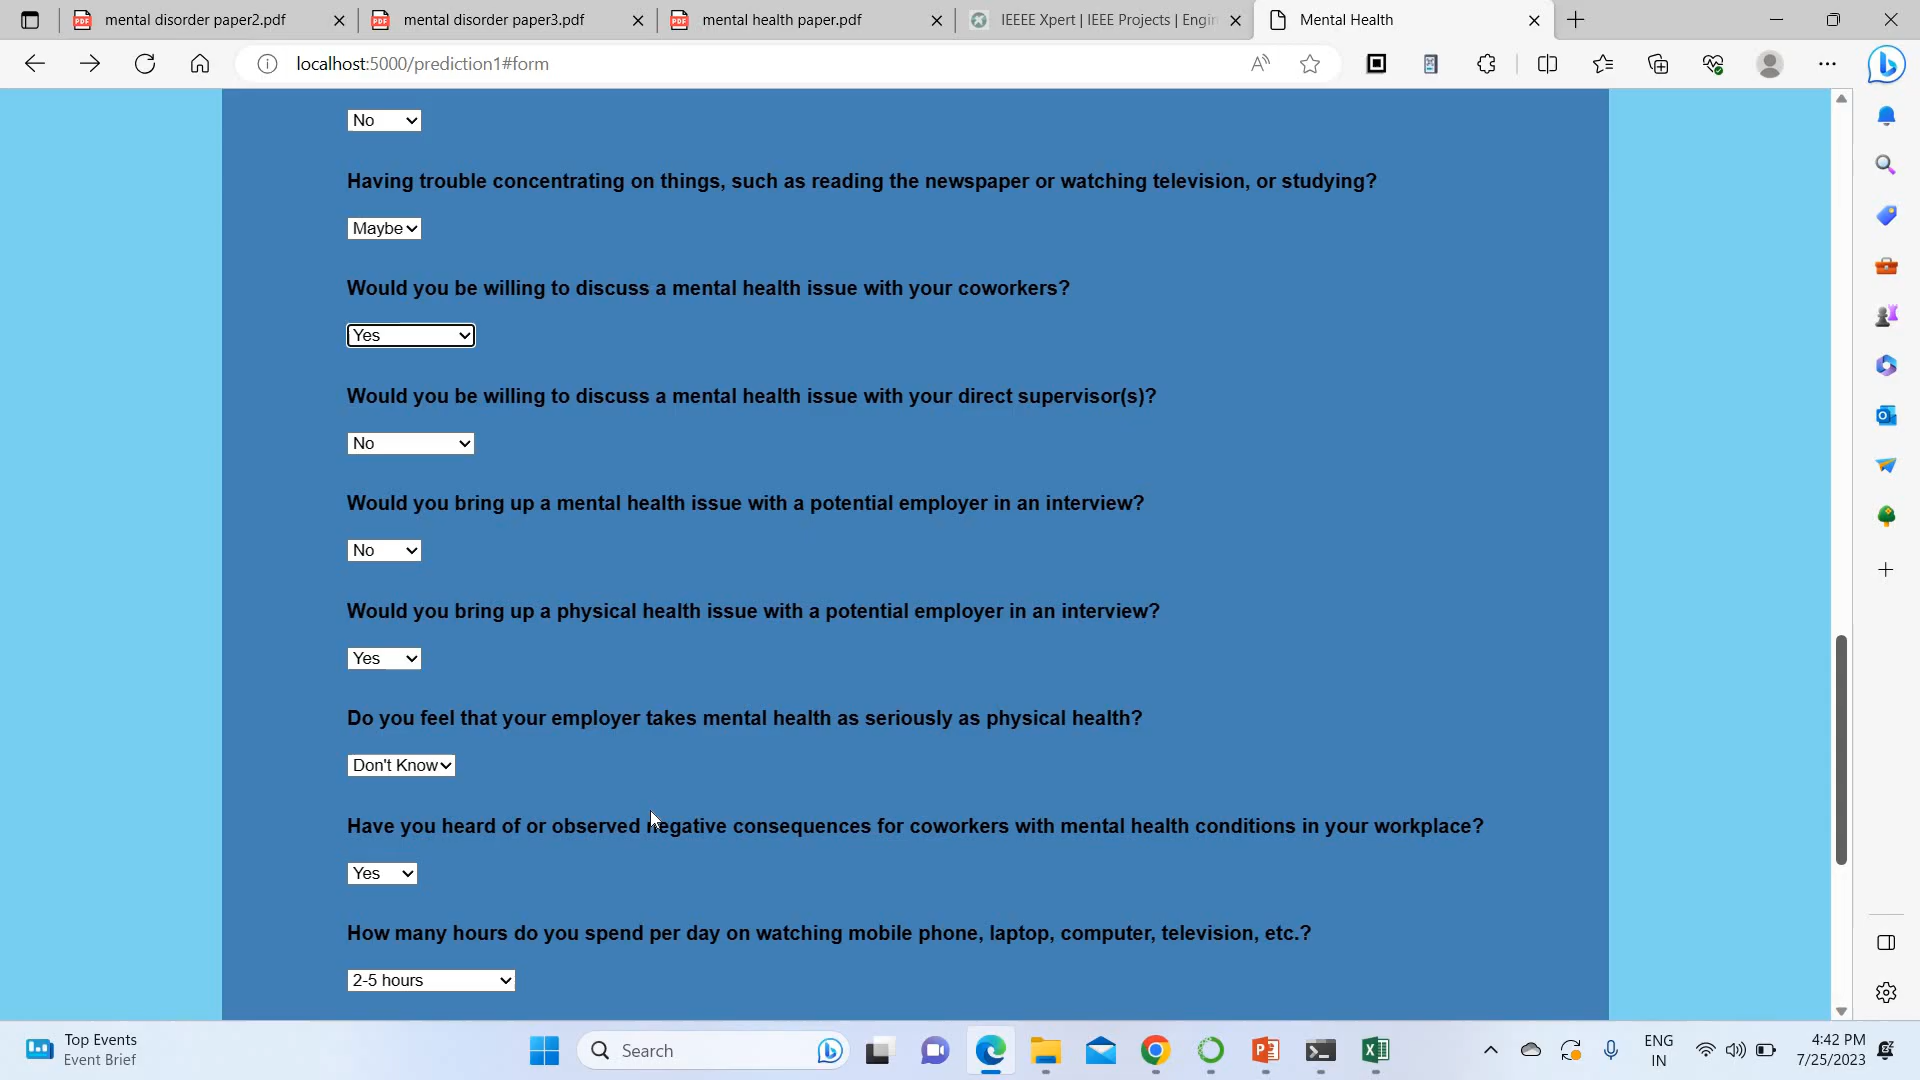 mental disorder paper2.pdf
mental disorder paper3.pdf
mental health paper.pdf
IEEEE Xpert | IEEE Projects | Engin
Mental Health
localhost:5000/prediction1#form
No
Having trouble concentrating on things, such as reading the newspaper or watching television, or studying?
Maybe
Would you be willing to discuss a mental health issue with your coworkers?
Yes
Would you be willing to discuss a mental health issue with your direct supervisor(s)?
No
Would you bring up a mental health issue with a potential employer in an interview?
No
Would you bring up a physical health issue with a potential employer in an interview?
Yes
Do you feel that your employer takes mental health as seriously as physical health?
Don't Know
Have you heard of or observed negative consequences for coworkers with mental health conditions in your workplace?
Yes
How many hours do you spend per day on watching mobile phone, laptop, computer, television, etc.?
2-5 hours
Top Events
Event Brief
Search
ENG
IN
4:42 PM
7/25/2023